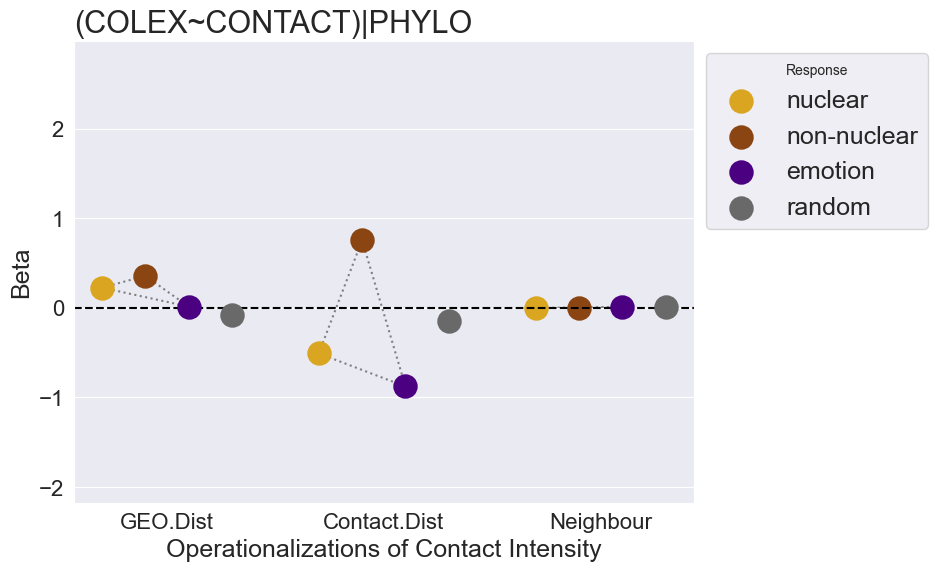 (COLEX~CONTACT)|PHYLO
Beta
2
1
0
−1
−2
GEO.Dist
Contact.Dist
Neighbour
Operationalizations of Contact Intensity
Response
nuclear
non-nuclear
emotion
random